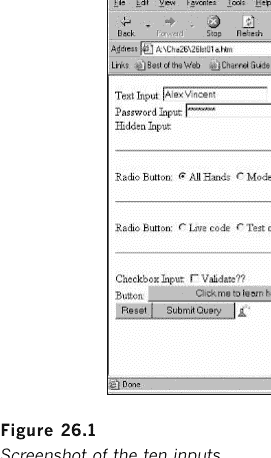 File Edit View Favorites Tools Help
Back Forward Stop Refresh
Address A:\Cha26\26list01a.htm
Links Best of the Web Channel Guide
Text Input: Alex Vincent
Password Input: ********
Hidden Input:
Radio Button: All Hands Mode
Radio Button: Live code Test
Checkbox Input: Validate??
Button: Click me to learn
Reset Submit Query
Done
Figure 26.1
Screenshot of the ten inputs